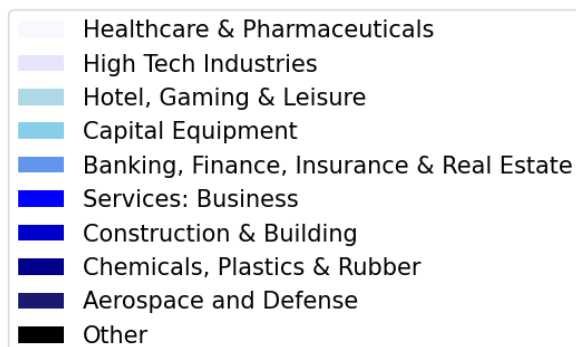 Healthcare & Pharmaceuticals
High Tech Industries
Hotel, Gaming & Leisure
Capital Equipment
Banking, Finance, Insurance & Real Estate
Services: Business
Construction & Building
Chemicals, Plastics & Rubber
Aerospace and Defense
Other